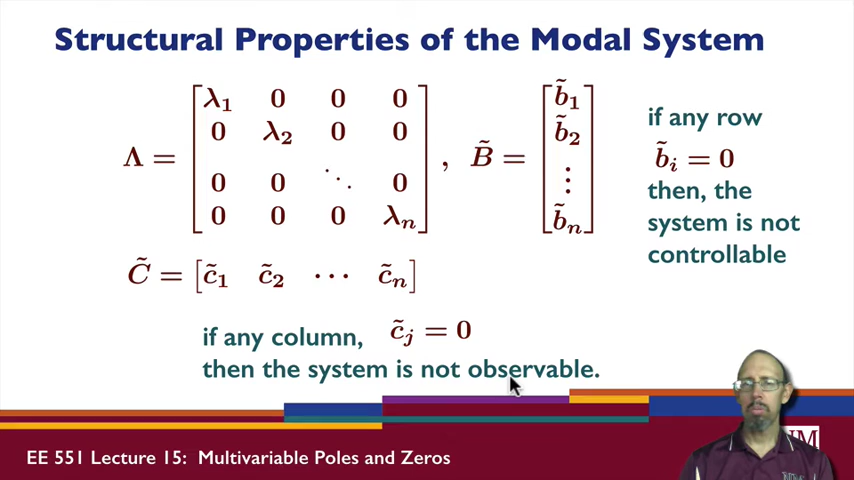 Structural Properties of the Modal System
Λ = [λ₁ 0 0 0
0 λ₂ 0 0
0 0 ⋱ 0
0 0 0 λₙ] , B̃ = [b̃₁
b̃₂
⋮
b̃ₙ]
if any row
b̃ᵢ = 0
then, the
system is not
controllable
C̃ = [c̃₁ c̃₂ ⋯ c̃ₙ]
if any column, c̃ⱼ = 0
then the system is not observable.
EE 551 Lecture 15: Multivariable Poles and Zeros